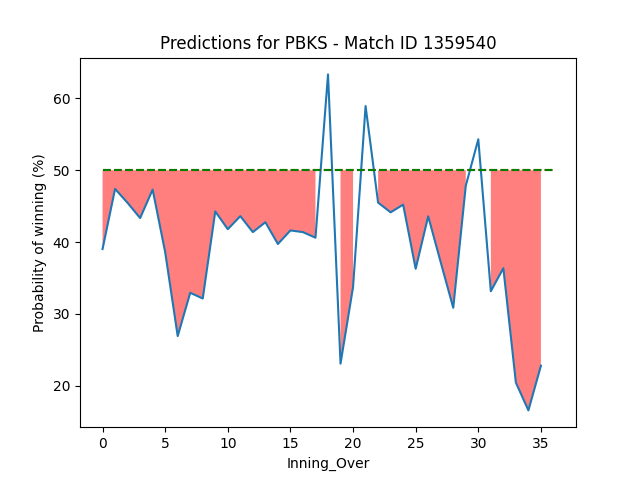 Predictions for PBKS - Match ID 1359540
Probability of winning (%)
60
50
40
30
20
0 5 10 15 20 25 30 35
Inning_Over